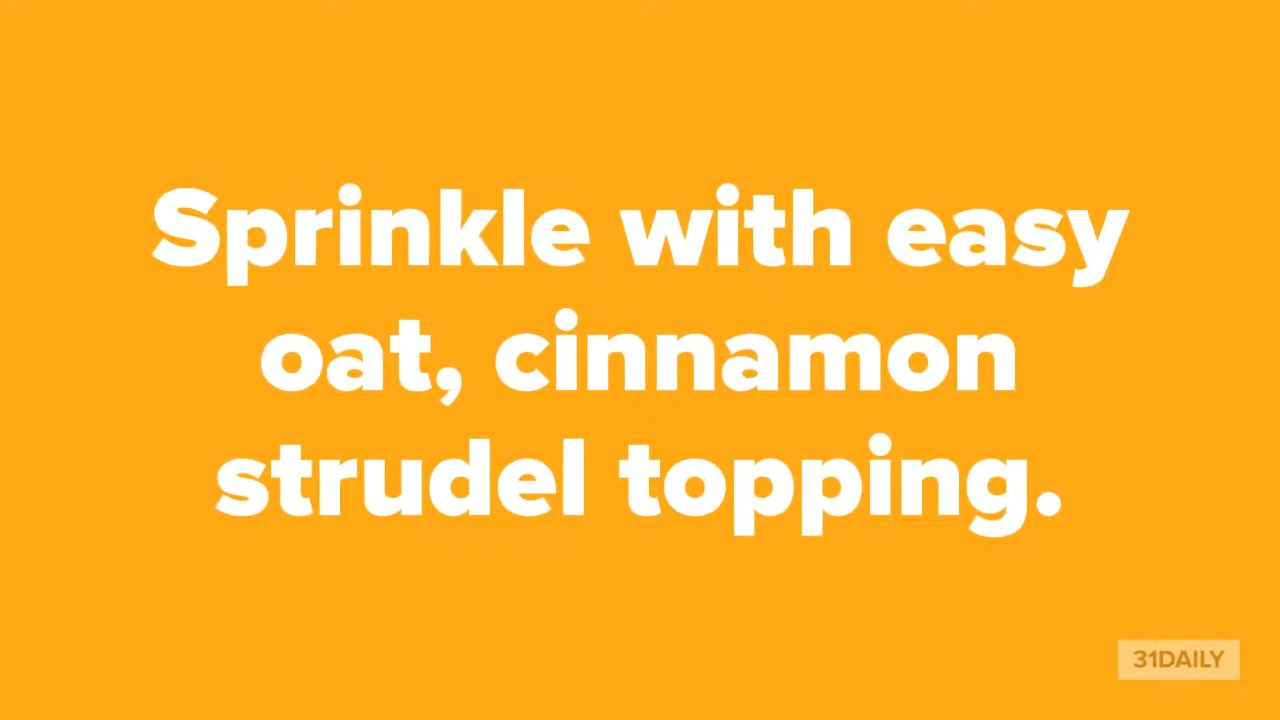 Sprinkle with easy
oat, cinnamon
strudel topping.
31DAILY